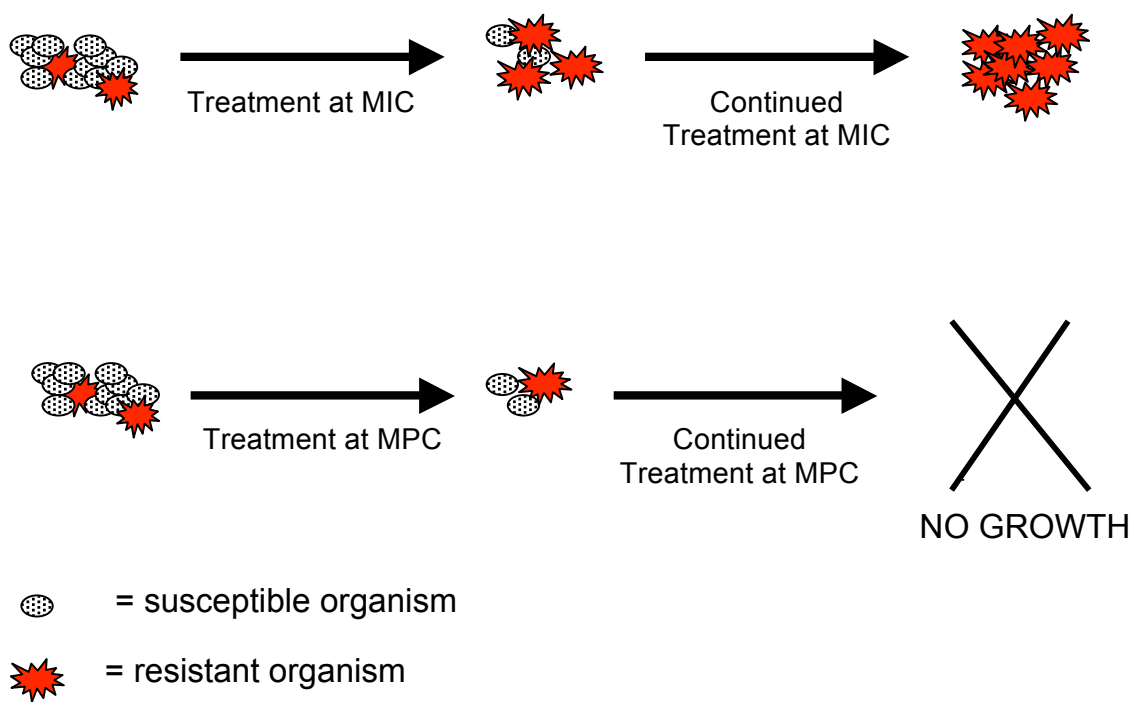 Treatment at MIC
Continued
Treatment at MIC
Treatment at MPC
Continued
Treatment at MPC
NO GROWTH
= susceptible organism
= resistant organism